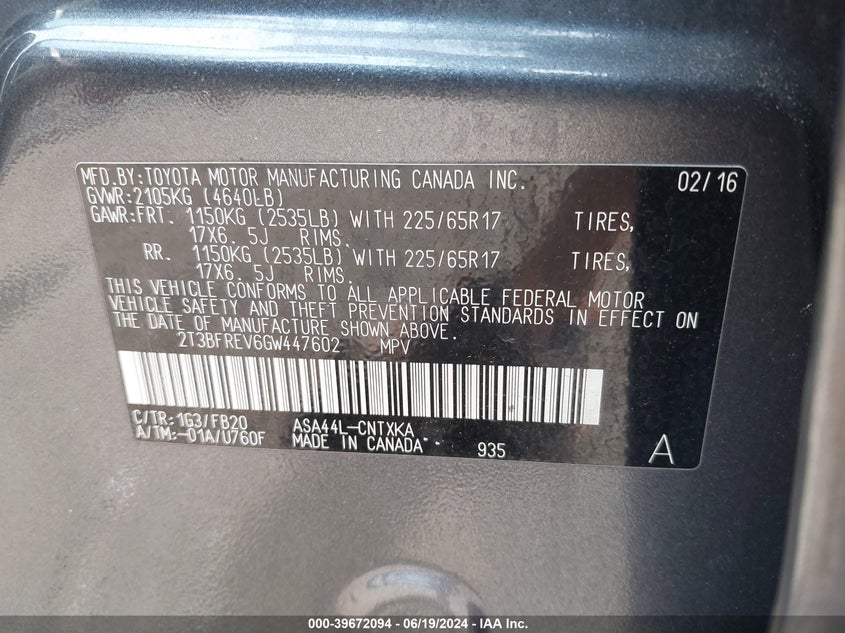 MFD.BY:TOYOTA MOTOR MANUFACTURING CANADA INC. 02/16
GVWR:2105KG (4640LB)
GAWR:FRT. 1150KG (2535LB) WITH 225/65R17 TIRES,
17X6. 5J RIMS.
RR. 1150KG (2535LB) WITH 225/65R17 TIRES,
17X6. 5J RIMS.
THIS VEHICLE CONFORMS TO ALL APPLICABLE FEDERAL MOTOR
VEHICLE SAFETY AND THEFT PREVENTION STANDARDS IN EFFECT ON
THE DATE OF MANUFACTURE SHOWN ABOVE.
2T3BFREV6GW447602 MPV
C/TR:1G3/FB20 ASA44L-CNTXKA
A/TM:-01A/U760F MADE IN CANADA 935 A
000-39672094 - 06/19/2024 - IAA Inc.